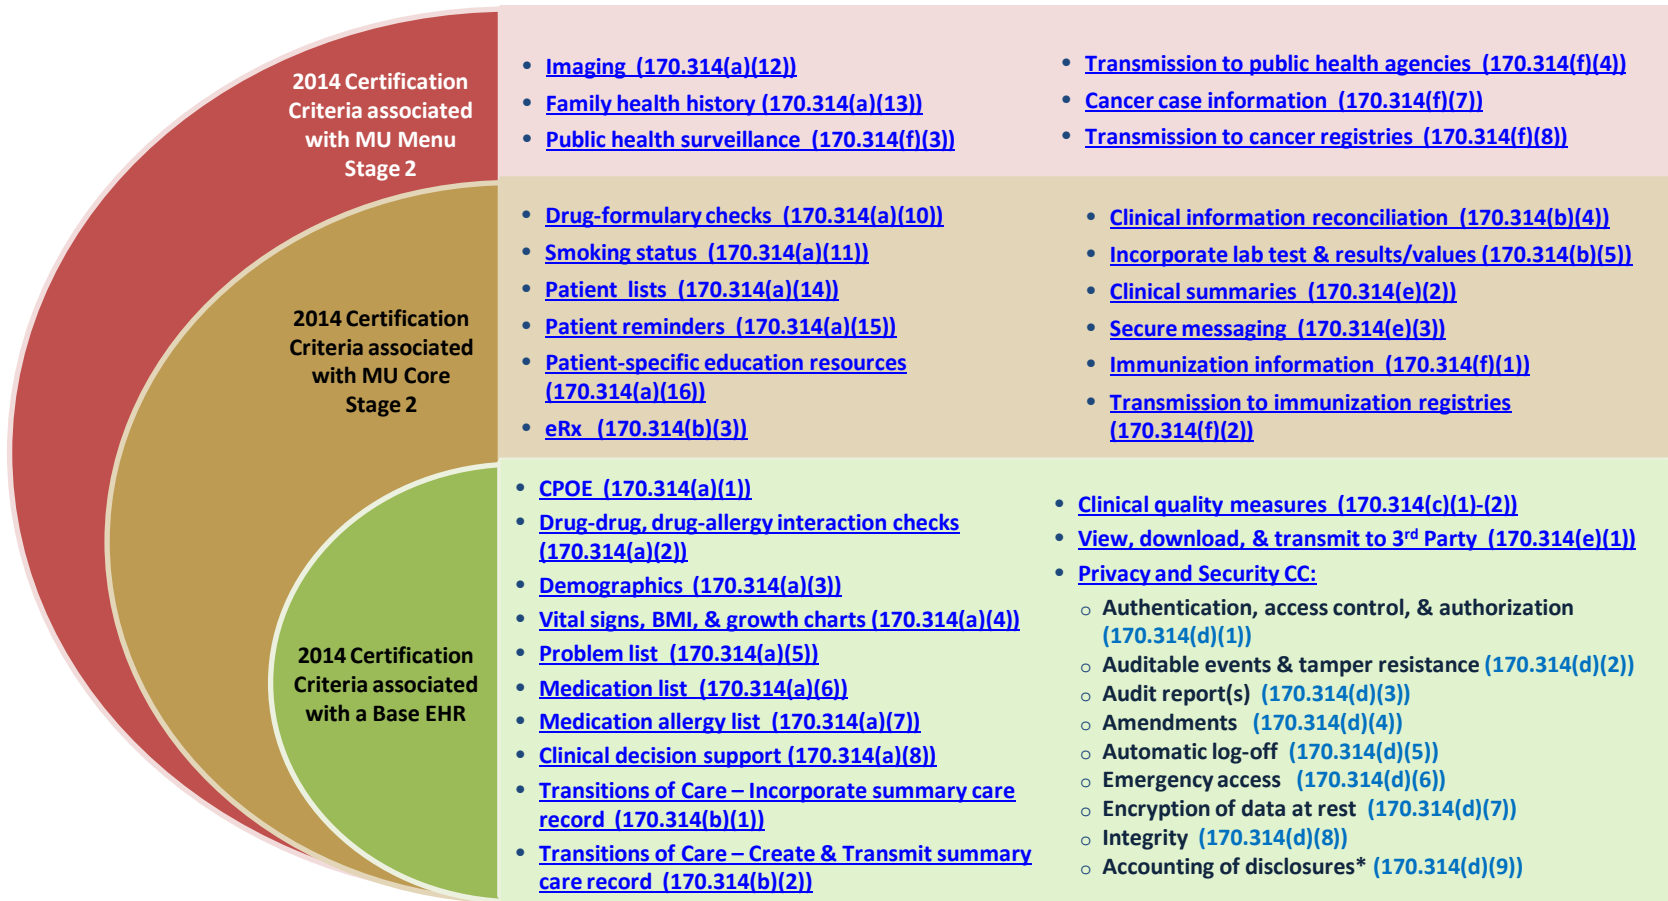 2014 Certification
Criteria associated
with MU Menu
Stage 2
• Imaging (170.314(a)(12))
• Family health history (170.314(a)(13))
• Public health surveillance (170.314(f)(3))
• Transmission to public health agencies (170.314(f)(4))
• Cancer case information (170.314(f)(7))
• Transmission to cancer registries (170.314(f)(8))
2014 Certification
Criteria associated
with MU Core
Stage 2
• Drug-formulary checks (170.314(a)(10))
• Smoking status (170.314(a)(11))
• Patient lists (170.314(a)(14))
• Patient reminders (170.314(a)(15))
• Patient-specific education resources
(170.314(a)(16))
• eRx (170.314(b)(3))
• Clinical information reconciliation (170.314(b)(4))
• Incorporate lab test & results/values (170.314(b)(5))
• Clinical summaries (170.314(e)(2))
• Secure messaging (170.314(e)(3))
• Immunization information (170.314(f)(1))
• Transmission to immunization registries
(170.314(f)(2))
2014 Certification
Criteria associated
with a Base EHR
• CPOE (170.314(a)(1))
• Drug-drug, drug-allergy interaction checks
(170.314(a)(2))
• Demographics (170.314(a)(3))
• Vital signs, BMI, & growth charts (170.314(a)(4))
• Problem list (170.314(a)(5))
• Medication list (170.314(a)(6))
• Medication allergy list (170.314(a)(7))
• Clinical decision support (170.314(a)(8))
• Transitions of Care – Incorporate summary care
record (170.314(b)(1))
• Transitions of Care – Create & Transmit summary
care record (170.314(b)(2))
• Clinical quality measures (170.314(c)(1)-(2))
• View, download, & transmit to 3rd Party (170.314(e)(1))
• Privacy and Security CC:
o Authentication, access control, & authorization
(170.314(d)(1))
o Auditable events & tamper resistance (170.314(d)(2))
o Audit report(s) (170.314(d)(3))
o Amendments (170.314(d)(4))
o Automatic log-off (170.314(d)(5))
o Emergency access (170.314(d)(6))
o Encryption of data at rest (170.314(d)(7))
o Integrity (170.314(d)(8))
o Accounting of disclosures* (170.314(d)(9))